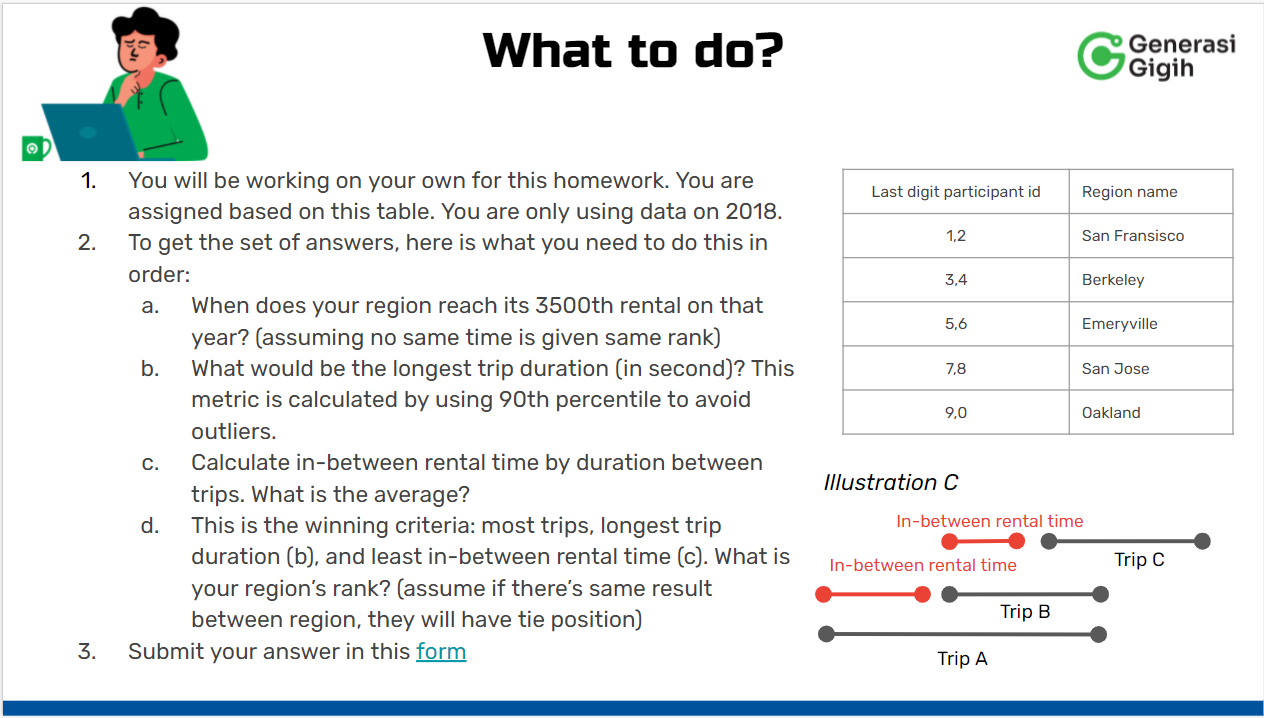 What to do?
Generasi
Gigih
1. You will be working on your own for this homework. You are
assigned based on this table. You are only using data on 2018.
2. To get the set of answers, here is what you need to do this in
order:
a. When does your region reach its 3500th rental on that
year? (assuming no same time is given same rank)
b. What would be the longest trip duration (in second)? This
metric is calculated by using 90th percentile to avoid
outliers.
c. Calculate in-between rental time by duration between
trips. What is the average?
d. This is the winning criteria: most trips, longest trip
duration (b), and least in-between rental time (c). What is
your region’s rank? (assume if there’s same result
between region, they will have tie position)
3. Submit your answer in this form
Last digit participant id Region name
1,2 San Fransisco
3,4 Berkeley
5,6 Emeryville
7,8 San Jose
9,0 Oakland
Illustration C
In-between rental time
Trip C
In-between rental time
Trip B
Trip A